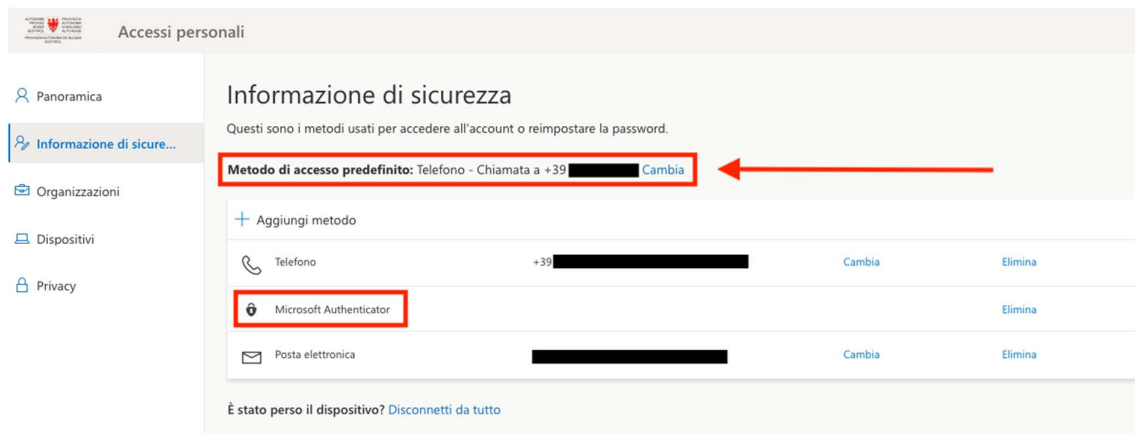 Accessi personali
Panoramica
Informazione di sicure...
Organizzazioni
Dispositivi
Privacy
Informazione di sicurezza
Questi sono i metodi usati per accedere all'account o reimpostare la password.
Metodo di accesso predefinito: Telefono - Chiamata a +39 Cambia
Aggiungi metodo
Telefono +39 Cambia Elimina
Microsoft Authenticator Elimina
Posta elettronica Cambia Elimina
È stato perso il dispositivo? Disconnetti da tutto